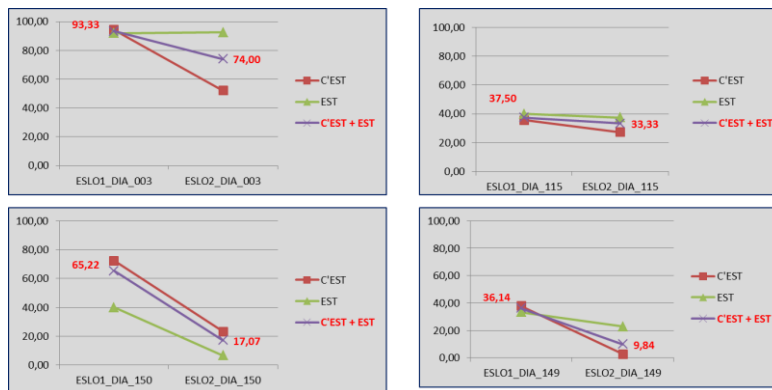 100,00
93,33
80,00
74,00
60,00
40,00
20,00
0,00
ESLO1_DIA_003 ESLO2_DIA_003
C'EST
EST
C'EST + EST
100,00
80,00
60,00
37,50
40,00
33,33
20,00
0,00
ESLO1_DIA_115 ESLO2_DIA_115
C'EST
EST
C'EST + EST
100,00
80,00
65,22
60,00
40,00
20,00
17,07
0,00
ESLO1_DIA_150 ESLO2_DIA_150
C'EST
EST
C'EST + EST
100,00
80,00
60,00
36,14
40,00
20,00
9,84
0,00
ESLO1_DIA_149 ESLO2_DIA_149
C'EST
EST
C'EST + EST